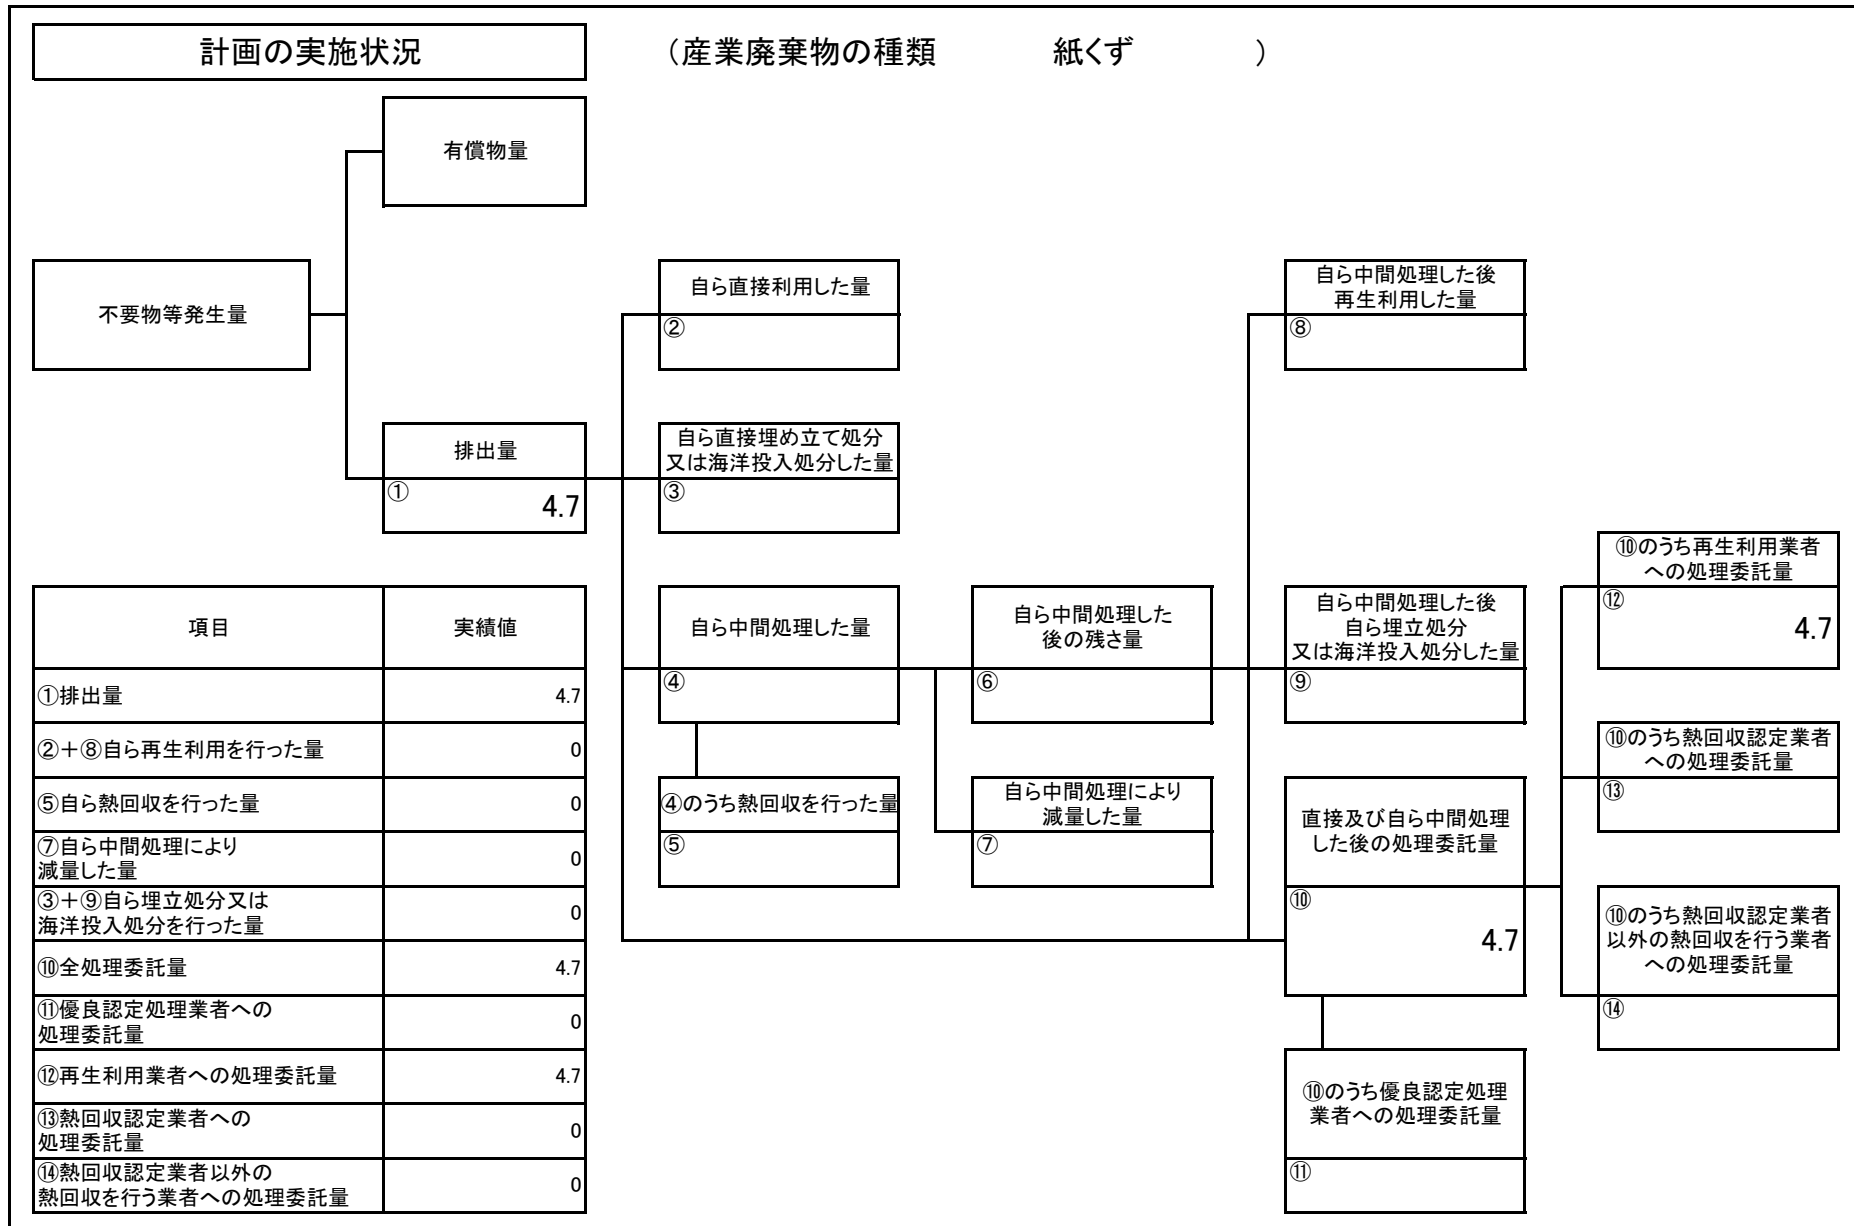 計画の実施状況
（産業廃棄物の種類　紙くず　）
有償物量
不要物等発生量
自ら直接利用した量
②
自ら中間処理した後
再生利用した量
⑧
排出量
①
4.7
自ら直接埋め立て処分
又は海洋投入処分した量
③
⑩のうち再生利用業者
への処理委託量
⑫
4.7
自ら中間処理した量
④
自ら中間処理した
後の残さ量
⑥
自ら中間処理した後
自ら埋立処分
又は海洋投入処分した量
⑨
④のうち熱回収を行った量
⑤
自ら中間処理により
減量した量
⑦
直接及び自ら中間処理
した後の処理委託量
⑩
4.7
⑩のうち熱回収認定業者
への処理委託量
⑬
⑩のうち熱回収認定業者
以外の熱回収を行う業者
への処理委託量
⑭
⑩のうち優良認定処理
業者への処理委託量
⑪
項目 実績値
①排出量 4.7
②＋⑧自ら再生利用を行った量 0
⑤自ら熱回収を行った量 0
⑦自ら中間処理により
減量した量 0
③＋⑨自ら埋立処分又は
海洋投入処分を行った量 0
⑩全処理委託量 4.7
⑪優良認定処理業者への
処理委託量 0
⑫再生利用業者への処理委託量 4.7
⑬熱回収認定業者への
処理委託量 0
⑭熱回収認定業者以外の
熱回収を行う業者への処理委託量 0